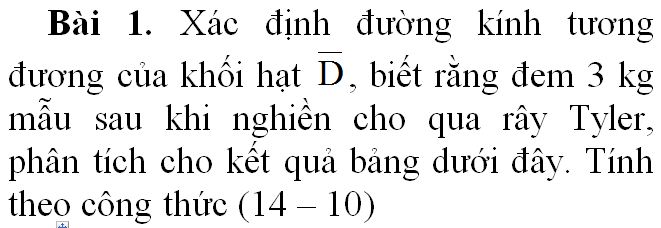 Bài 1. Xác định đường kính tương
đương của khối hạt D̅, biết rằng đem 3 kg
mẫu sau khi nghiền cho qua rây Tyler,
phân tích cho kết quả bảng dưới đây. Tính
theo công thức (14 – 10)